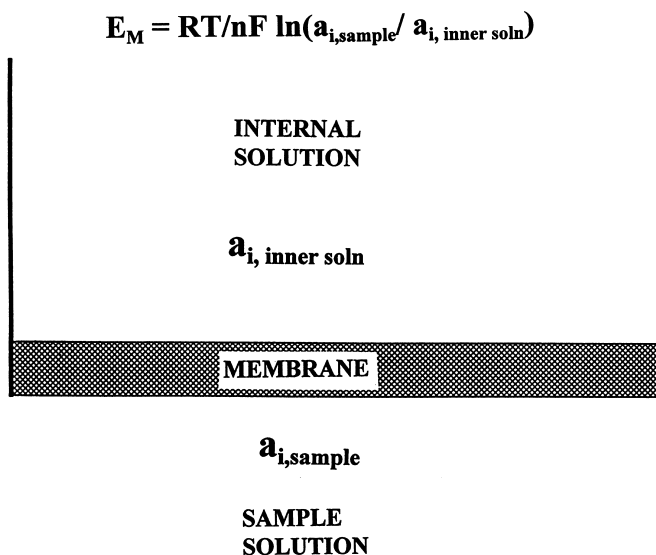 E_M = RT/nF ln(a_i,sample/ a_i, inner soln)
INTERNAL
SOLUTION
a_i, inner soln
MEMBRANE
a_i,sample
SAMPLE
SOLUTION